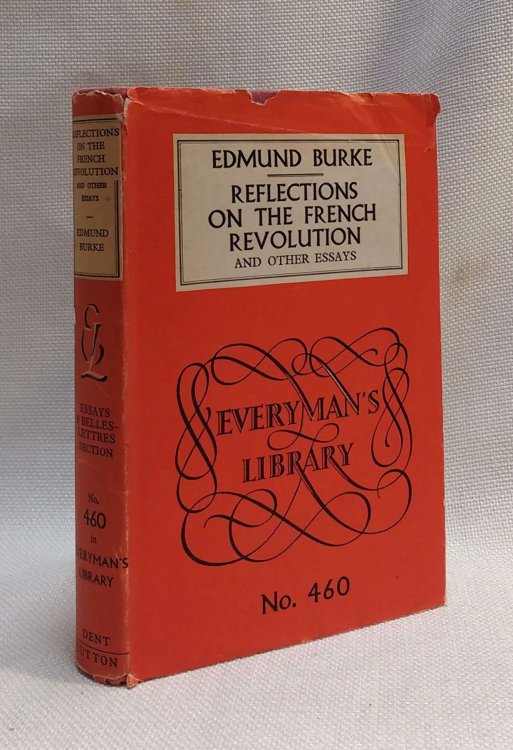 EDMUND BURKE
REFLECTIONS
ON THE FRENCH
REVOLUTION
AND OTHER ESSAYS
EVERYMAN'S
LIBRARY
No. 460
REFLECTIONS
ON THE
FRENCH
REVOLUTION
AND OTHER
ESSAYS
EDMUND
BURKE
EL
ESSAYS
& BELLES-
LETTRES
SECTION
No.
460
in
EVERYMAN'S
LIBRARY
DENT
DUTTON